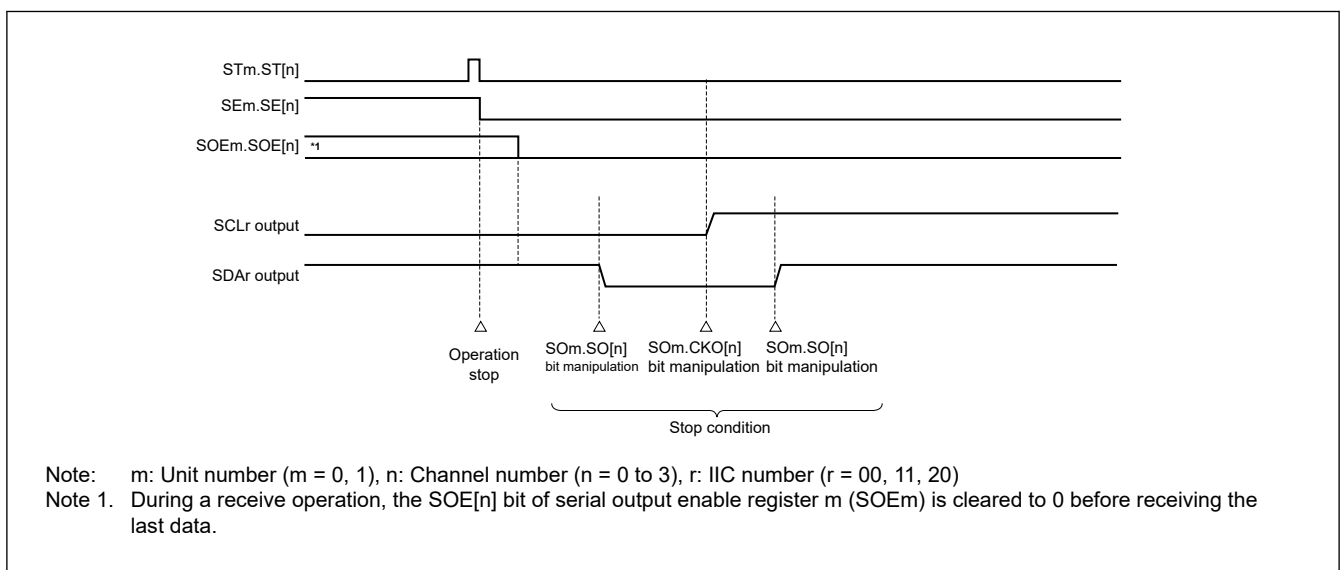 STm.ST[n]
SEm.SE[n]
SOEm.SOE[n] *1
SCLr output
SDAr output
Operation
stop
SOm.SO[n]
bit manipulation
SOm.CKO[n]
bit manipulation
SOm.SO[n]
bit manipulation
Stop condition
Note: m: Unit number (m = 0, 1), n: Channel number (n = 0 to 3), r: IIC number (r = 00, 11, 20)
Note 1. During a receive operation, the SOE[n] bit of serial output enable register m (SOEm) is cleared to 0 before receiving the
last data.